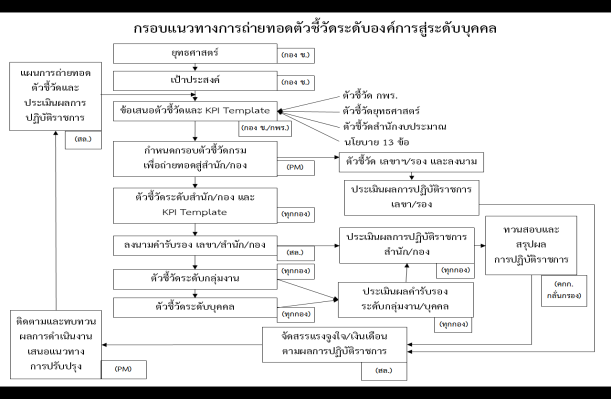 กรอบแนวทางการถ่ายทอดตัวชี้วัดระดับองค์การสู่ระดับบุคคล
ยุทธศาสตร์
(กอง ช.)
เป้าประสงค์
(กอง ช.)
แผนการถ่ายทอด
ตัวชี้วัดและ
ประเมินผลการ
ปฏิบัติราชการ
(สล.)
ข้อเสนอตัวชี้วัดและ KPI Template
(กอง ช./กพร.)
ตัวชี้วัด กพร.
ตัวชี้วัดยุทธศาสตร์
ตัวชี้วัดสำนักงบประมาณ
นโยบาย 13 ข้อ
กำหนดกรอบตัวชี้วัดกรม
เพื่อถ่ายทอดสู่สำนัก/กอง
(PM)
ตัวชี้วัด เลขาฯ/รอง และลงนาม
ประเมินผลการปฏิบัติราชการ
เลขา/รอง
ตัวชี้วัดระดับสำนัก/กอง และ
KPI Template
(ทุกกอง)
ลงนามคำรับรอง เลขา/สำนัก/กอง
(สล.)
ประเมินผลการปฏิบัติราชการ
สำนัก/กอง
(ทุกกอง)
ทวนสอบและ
สรุปผล
การปฏิบัติราชการ
(คกก.
กลั่นกรอง)
ตัวชี้วัดระดับกลุ่มงาน
(ทุกกอง)
ตัวชี้วัดระดับบุคคล
(ทุกกอง)
ประเมินผลคำรับรอง
ระดับกลุ่มงาน/บุคคล
(ทุกกอง)
ติดตามและทบทวน
ผลการดำเนินงาน
เสนอแนวทาง
การปรับปรุง
(PM)
จัดสรรแรงจูงใจ/เงินเดือน
ตามผลการปฏิบัติราชการ
(สล.)